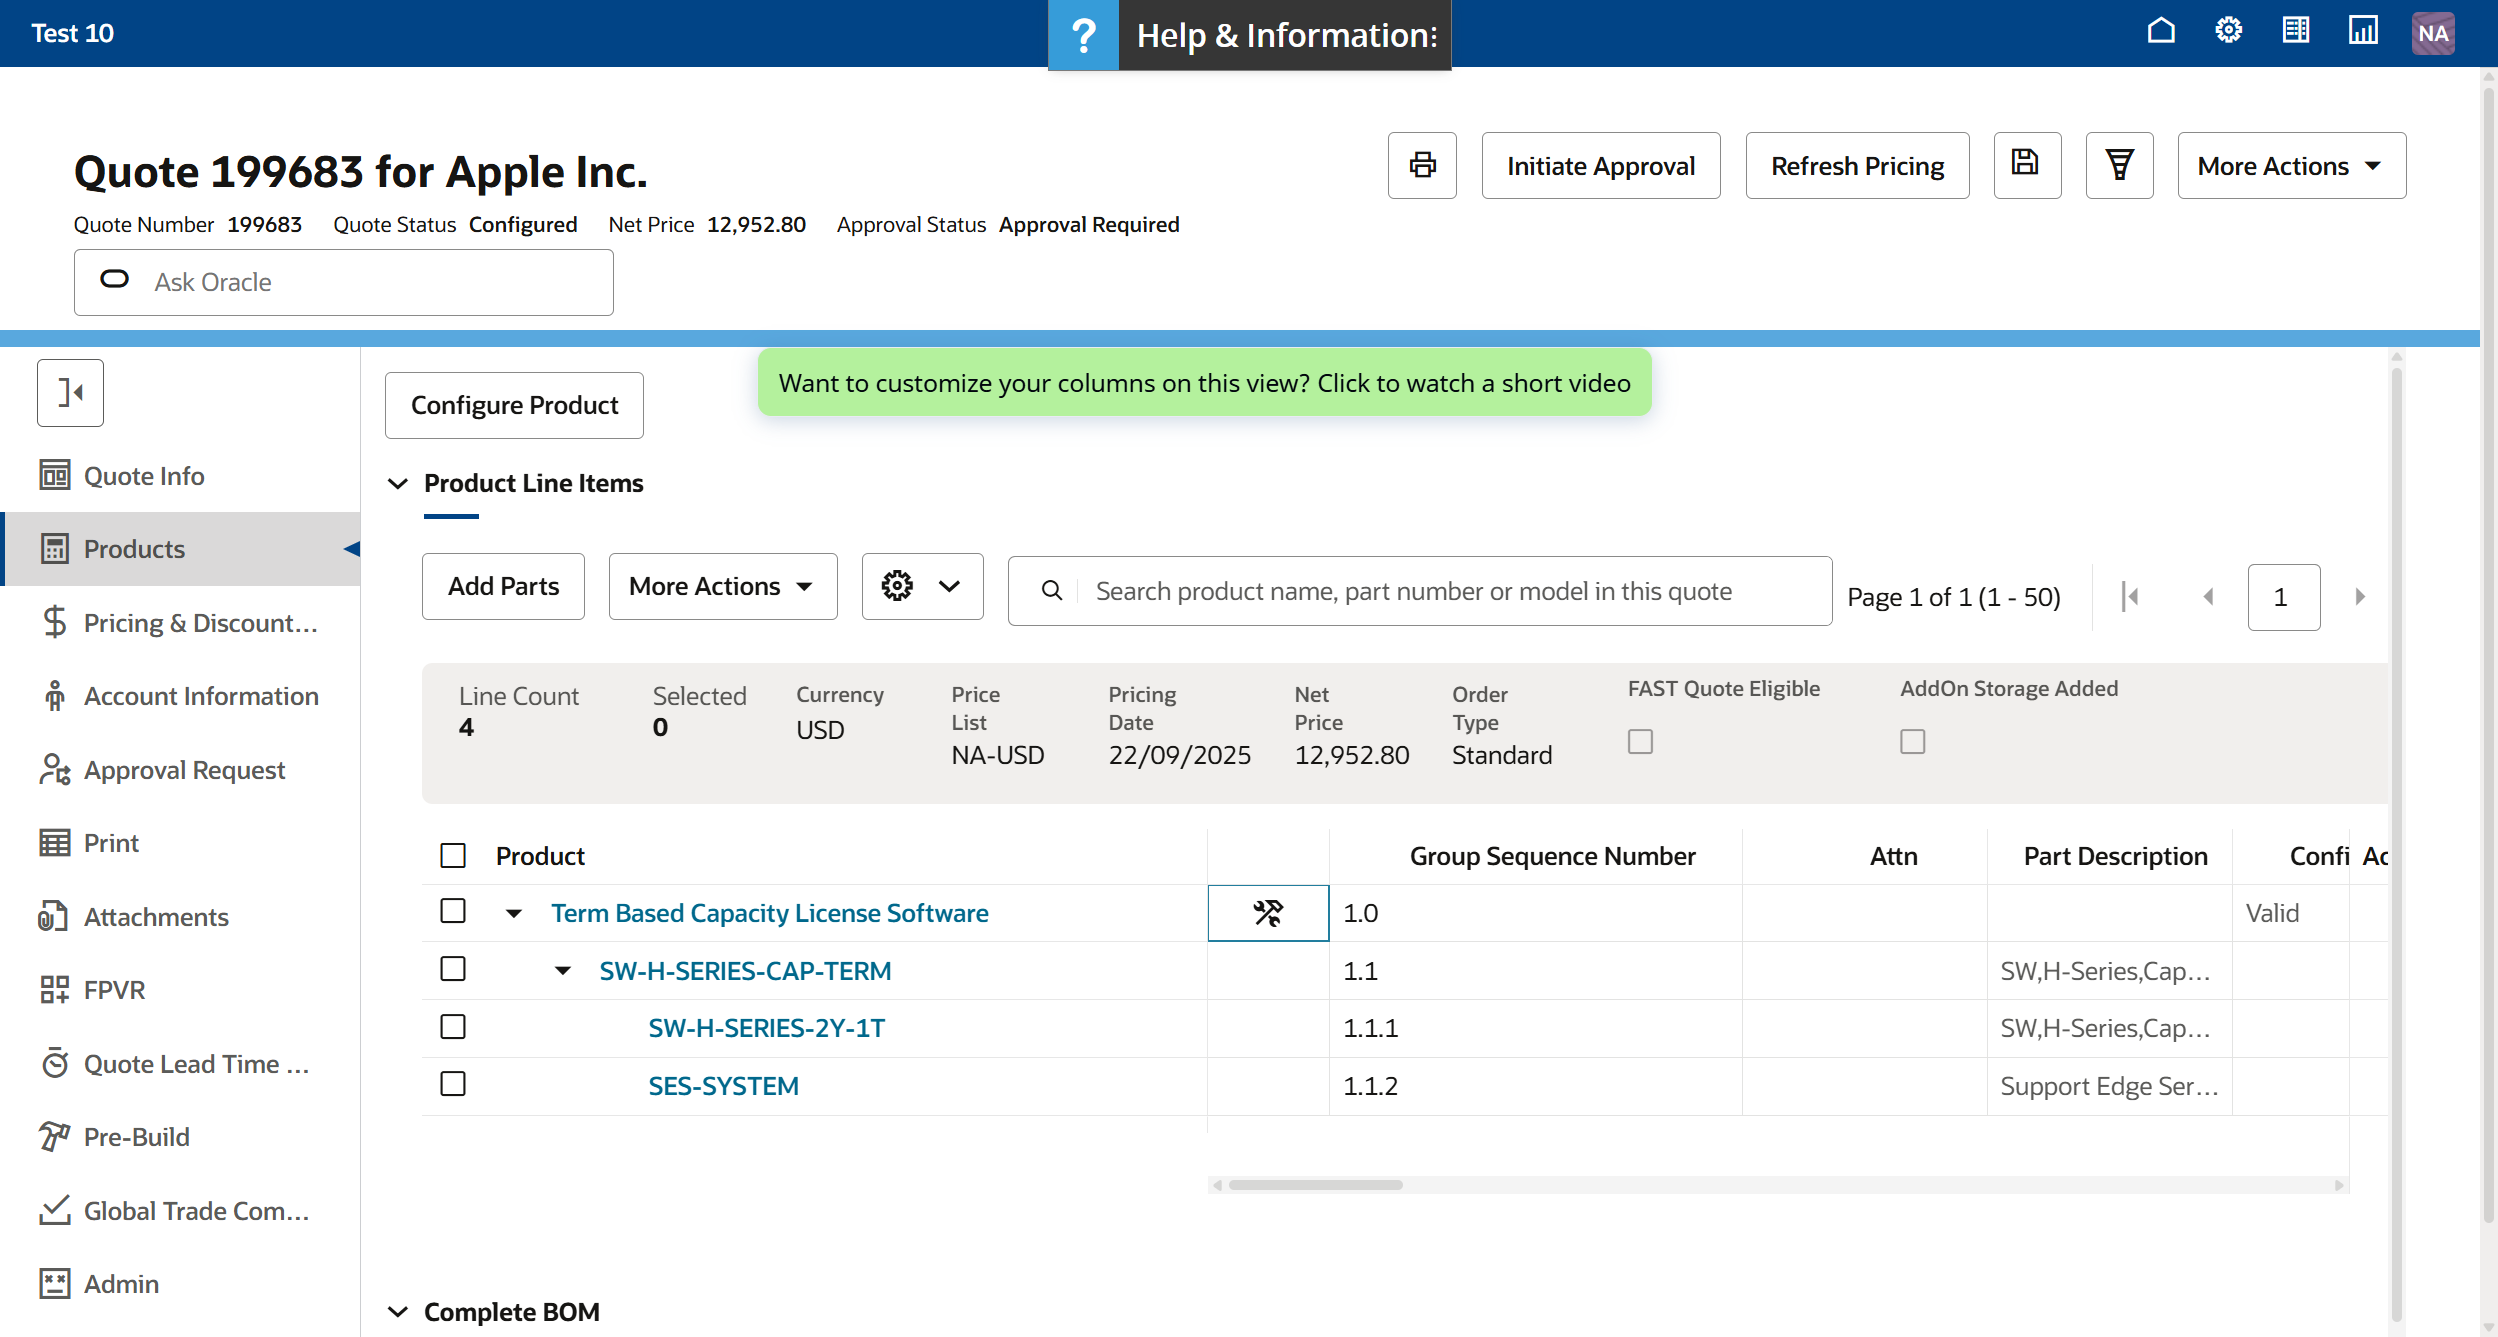 Test 10
? Help & Information:
NA
Quote 199683 for Apple Inc.
Initiate Approval
Refresh Pricing
More Actions
Quote Number 199683 Quote Status Configured Net Price 12,952.80 Approval Status Approval Required
Ask Oracle
Want to customize your columns on this view? Click to watch a short video
Configure Product
Quote Info
Products
Pricing & Discount...
Account Information
Approval Request
Print
Attachments
FPVR
Quote Lead Time ...
Pre-Build
Global Trade Com...
Admin
Product Line Items
Add Parts
More Actions
Search product name, part number or model in this quote
Page 1 of 1 (1 - 50)
1
Line Count
4
Selected
0
Currency
USD
Price
List
NA-USD
Pricing
Date
22/09/2025
Net
Price
12,952.80
Order
Type
Standard
FAST Quote Eligible
AddOn Storage Added
Product Group Sequence Number Attn Part Description Confi Ac
Term Based Capacity License Software 1.0 Valid
SW-H-SERIES-CAP-TERM 1.1 SW,H-Series,Cap...
SW-H-SERIES-2Y-1T 1.1.1 SW,H-Series,Cap...
SES-SYSTEM 1.1.2 Support Edge Ser...
Complete BOM